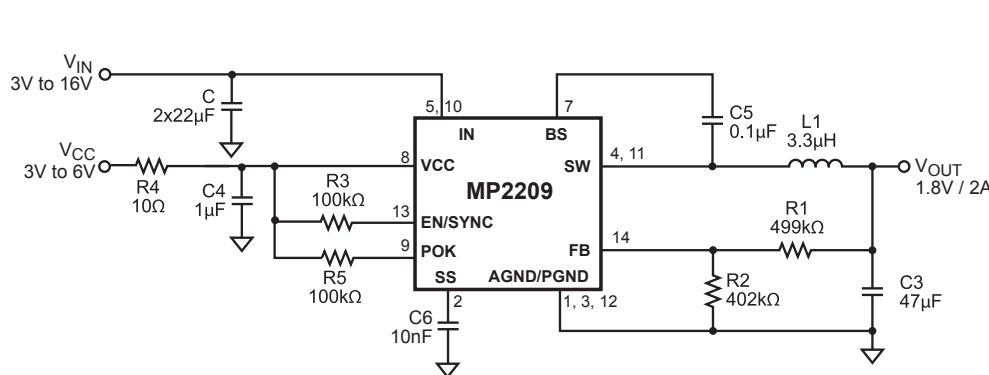 VIN
3V to 16V
C
2x22µF
5, 10
IN
7
BS
C5
0.1µF
L1
3.3µH
VCC
3V to 6V
R4
10Ω
C4
1µF
8
VCC
SW
4, 11
VOUT
1.8V / 2A
MP2209
R3
100kΩ
13
EN/SYNC
R1
499kΩ
9
POK
FB
14
R5
100kΩ
SS
AGND/PGND
2
1, 3, 12
R2
402kΩ
C3
47µF
C6
10nF